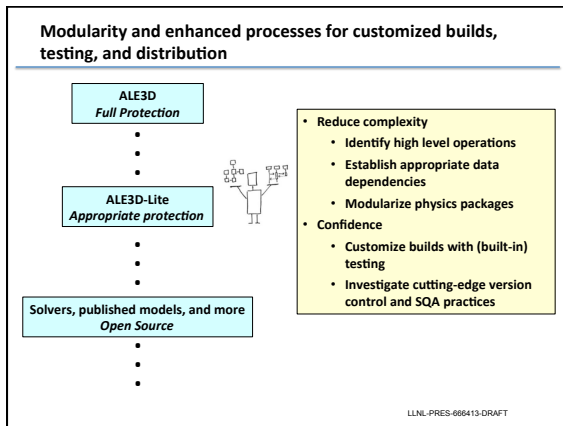 Modularity and enhanced processes for customized builds,
testing, and distribution
ALE3D
Full Protection
ALE3D-Lite
Appropriate protection
Solvers, published models, and more
Open Source
• Reduce complexity
• Identify high level operations
• Establish appropriate data
dependencies
• Modularize physics packages
• Confidence
• Customize builds with (built-in)
testing
• Investigate cutting-edge version
control and SQA practices
LLNL-PRES-666413-DRAFT